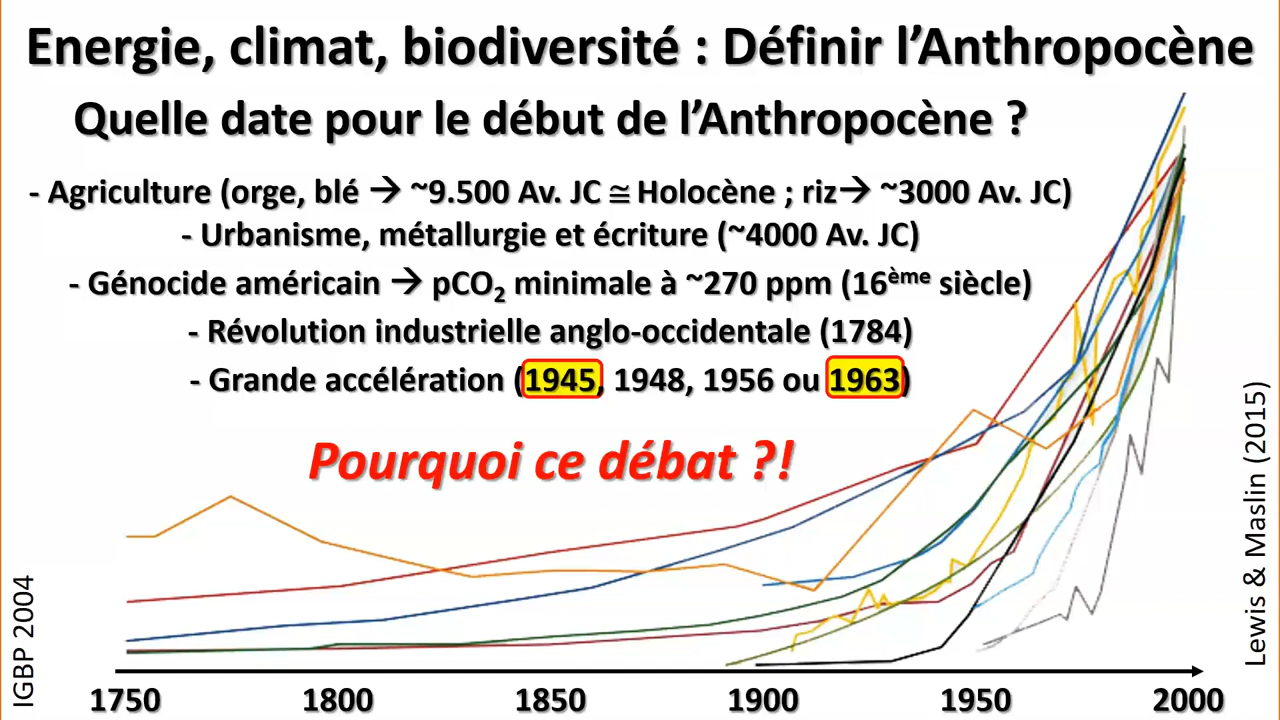 Energie, climat, biodiversité : Définir l’Anthropocène
Quelle date pour le début de l’Anthropocène ?
- Agriculture (orge, blé → ~9.500 Av. JC ≅ Holocène ; riz→ ~3000 Av. JC)
- Urbanisme, métallurgie et écriture (~4000 Av. JC)
- Génocide américain → pCO₂ minimale à ~270 ppm (16ème siècle)
- Révolution industrielle anglo-occidentale (1784)
- Grande accélération (1945, 1948, 1956 ou 1963)
Pourquoi ce débat ?!
IGBP 2004
Lewis & Maslin (2015)
1750 1800 1850 1900 1950 2000